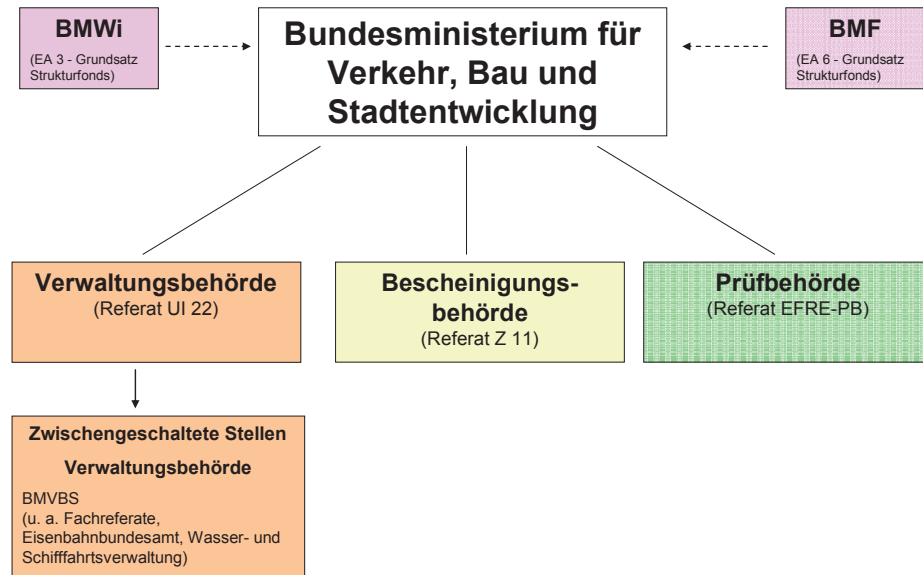 BMWi
(EA 3 - Grundsatz
Strukturfonds)
Bundesministerium für
Verkehr, Bau und
Stadtentwicklung
BMF
(EA 6 - Grundsatz
Strukturfonds)
Verwaltungsbehörde
(Referat UI 22)
Bescheinigungs-
behörde
(Referat Z 11)
Prüfbehörde
(Referat EFRE-PB)
Zwischengeschaltete Stellen
Verwaltungsbehörde
BMVBS
(u. a. Fachreferate,
Eisenbahnbundesamt, Wasser- und
Schifffahrtsverwaltung)